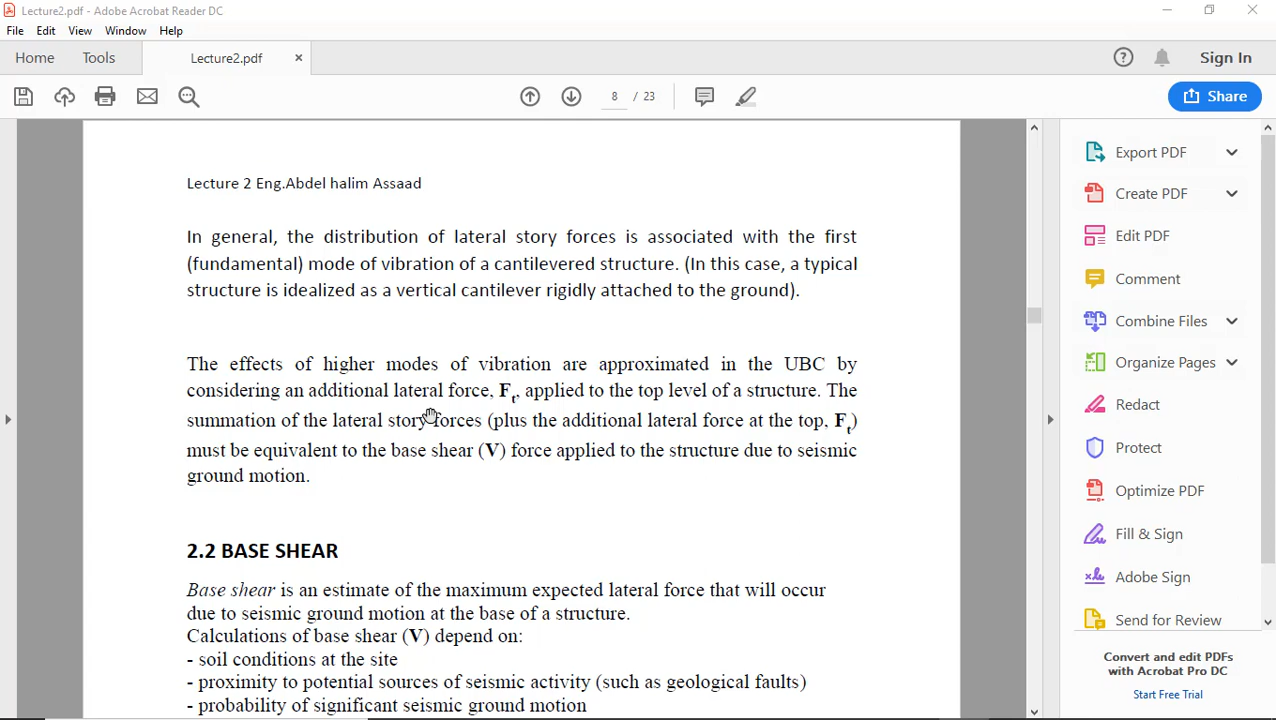 Lecture2.pdf - Adobe Acrobat Reader DC
File Edit View Window Help
Home Tools Lecture2.pdf × Sign In
8 / 23 Share
Lecture 2 Eng.Abdel halim Assaad
In general, the distribution of lateral story forces is associated with the first
(fundamental) mode of vibration of a cantilevered structure. (In this case, a typical
structure is idealized as a vertical cantilever rigidly attached to the ground).
The effects of higher modes of vibration are approximated in the UBC by
considering an additional lateral force, Ft, applied to the top level of a structure. The
summation of the lateral story forces (plus the additional lateral force at the top, Ft)
must be equivalent to the base shear (V) force applied to the structure due to seismic
ground motion.
2.2 BASE SHEAR
Base shear is an estimate of the maximum expected lateral force that will occur
due to seismic ground motion at the base of a structure.
Calculations of base shear (V) depend on:
- soil conditions at the site
- proximity to potential sources of seismic activity (such as geological faults)
- probability of significant seismic ground motion
Export PDF
Create PDF
Edit PDF
Comment
Combine Files
Organize Pages
Redact
Protect
Optimize PDF
Fill & Sign
Adobe Sign
Send for Review
Convert and edit PDFs
with Acrobat Pro DC
Start Free Trial